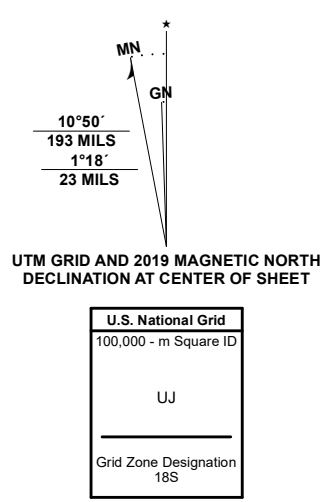 MN
GN
10°50´
193 MILS
1°18´
23 MILS
UTM GRID AND 2019 MAGNETIC NORTH
DECLINATION AT CENTER OF SHEET
U.S. National Grid
100,000 - m Square ID
UJ
Grid Zone Designation
18S